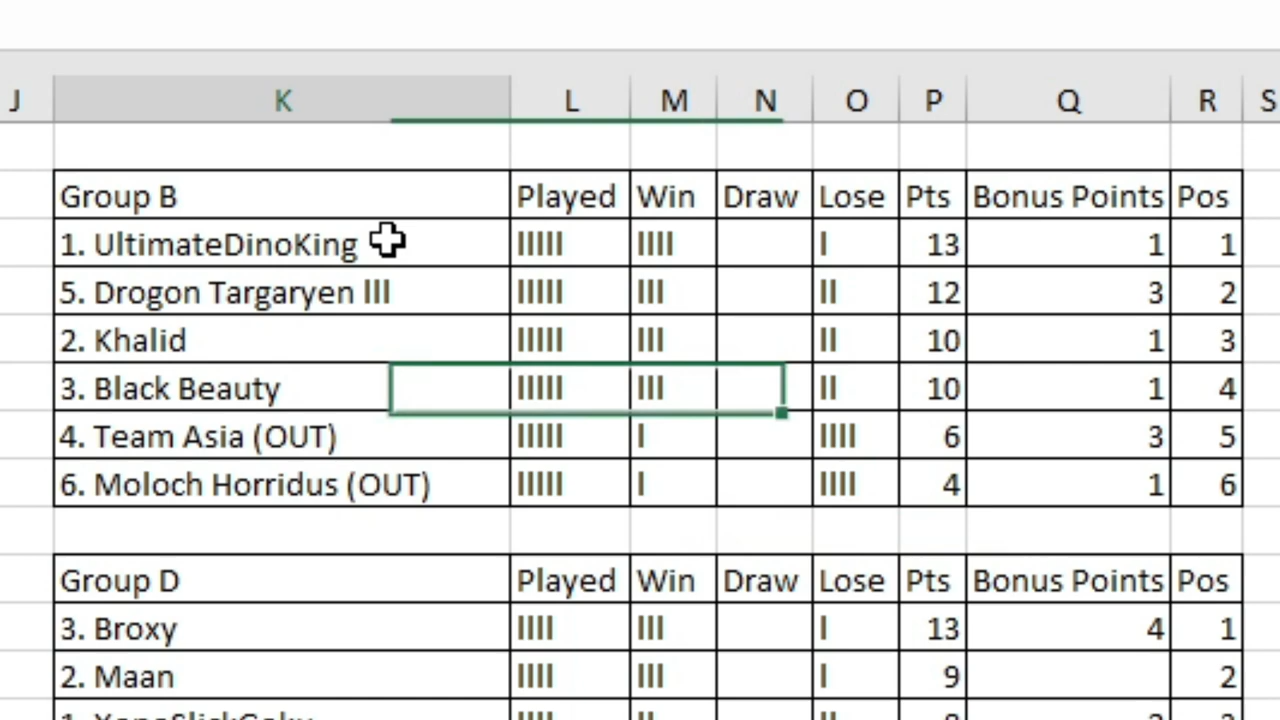 J K L M N O P Q R S
Group B Played Win Draw Lose Pts Bonus Points Pos
1. UltimateDinoKing IIIII IIII I 13 1 1
5. Drogon Targaryen III IIIII III II 12 3 2
2. Khalid IIIII III II 10 1 3
3. Black Beauty IIIII III II 10 1 4
4. Team Asia (OUT) IIIII I IIII 6 3 5
6. Moloch Horridus (OUT) IIIII I IIII 4 1 6
Group D Played Win Draw Lose Pts Bonus Points Pos
3. Broxy IIII III I 13 4 1
2. Maan IIII III I 9 2